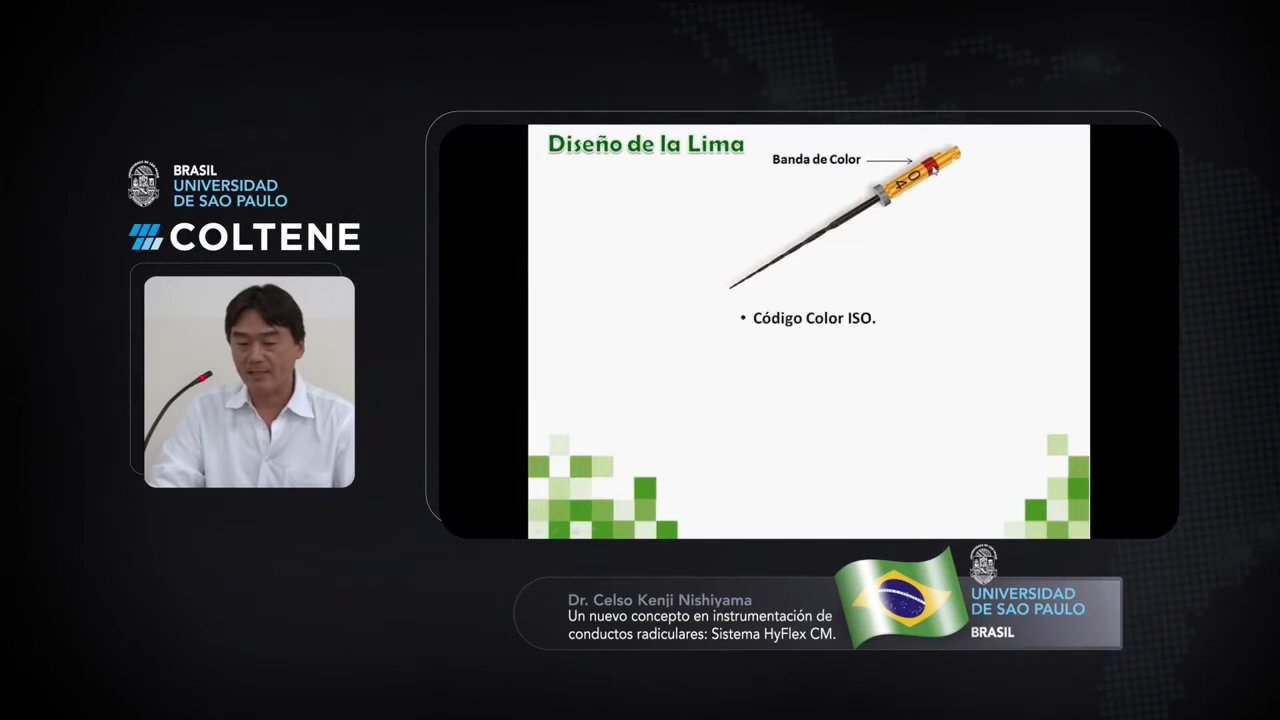 BRASIL
UNIVERSIDAD
DE SAO PAULO
COLTENE
Diseño de la Lima
Banda de Color
04
• Código Color ISO.
Dr. Celso Kenji Nishiyama
Un nuevo concepto en instrumentación de
conductos radiculares: Sistema HyFlex CM.
UNIVERSIDAD
DE SAO PAULO
BRASIL